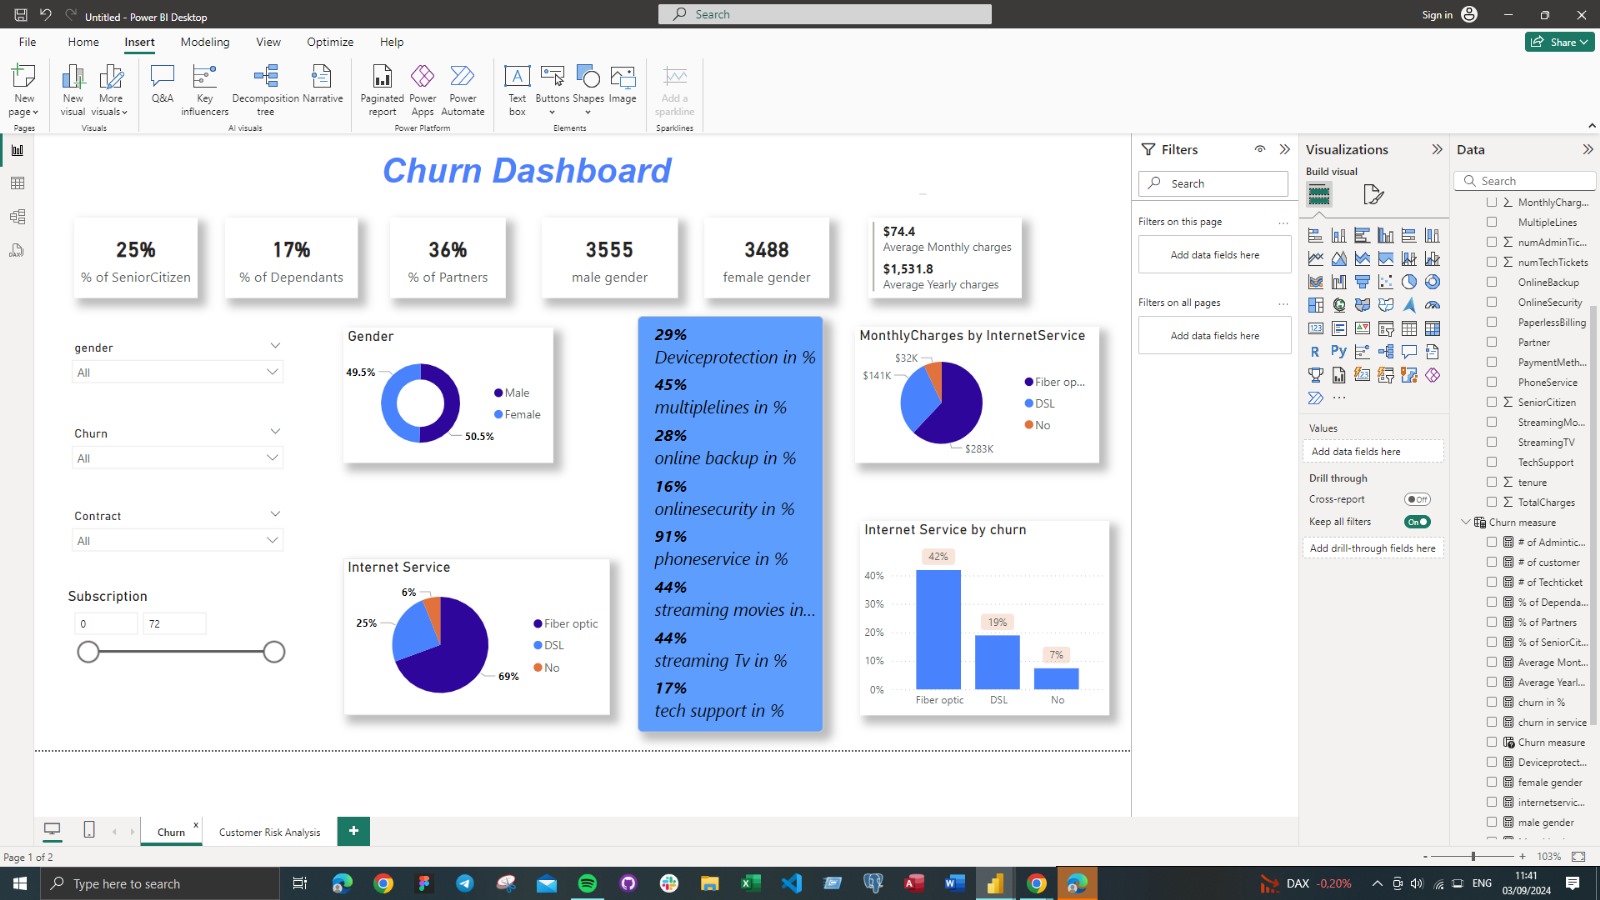 Untitled - Power BI Desktop
Search
Sign in
File
Home
Insert
Modeling
View
Optimize
Help
Share
New page
New visual
More visuals
Q&A
Key influencers
Decomposition tree
Narrative
Paginated report
Power Apps
Power Automate
Text box
Buttons
Shapes
Image
Add a sparkline
Pages
Visuals
AI visuals
Power Platform
Elements
Sparklines
Churn Dashboard
25%
% of SeniorCitizen
17%
% of Dependants
36%
% of Partners
3555
male gender
3488
female gender
$74.4
Average Monthly charges
$1,531.8
Average Yearly charges
gender
All
Churn
All
Contract
All
Subscription
0
72
Gender
49.5%
50.5%
Male
Female
Internet Service
6%
25%
69%
Fiber optic
DSL
No
29%
Deviceprotection in %
45%
multiplelines in %
28%
online backup in %
16%
onlinesecurity in %
91%
phoneservice in %
44%
streaming movies in...
44%
streaming Tv in %
17%
tech support in %
MonthlyCharges by InternetService
$32K
$141K
$283K
Fiber op...
DSL
No
Internet Service by churn
42%
19%
7%
40%
30%
20%
10%
0%
Fiber optic
DSL
No
Filters
Search
Filters on this page
...
Add data fields here
Filters on all pages
...
Add data fields here
Visualizations
Build visual
123
R
Py
...
Values
Add data fields here
Drill through
Cross-report
Off
Keep all filters
On
Add drill-through fields here
Data
Search
MonthlyCharg...
MultipleLines
numAdminTic...
numTechTickets
OnlineBackup
OnlineSecurity
PaperlessBilling
Partner
PaymentMeth...
PhoneService
SeniorCitizen
StreamingMo...
StreamingTV
TechSupport
tenure
TotalCharges
Churn measure
# of Admintic...
# of customer
# of Techticket
% of Dependa...
% of Partners
% of SeniorCit...
Average Mont...
Average Yearl...
churn in %
churn in service
Churn measure
Deviceprotect...
female gender
internetservic...
male gender
Churn
x
Customer Risk Analysis
+
Page 1 of 2
- + 103%
Type here to search
DAX -0,20%
ENG
11:41
03/09/2024